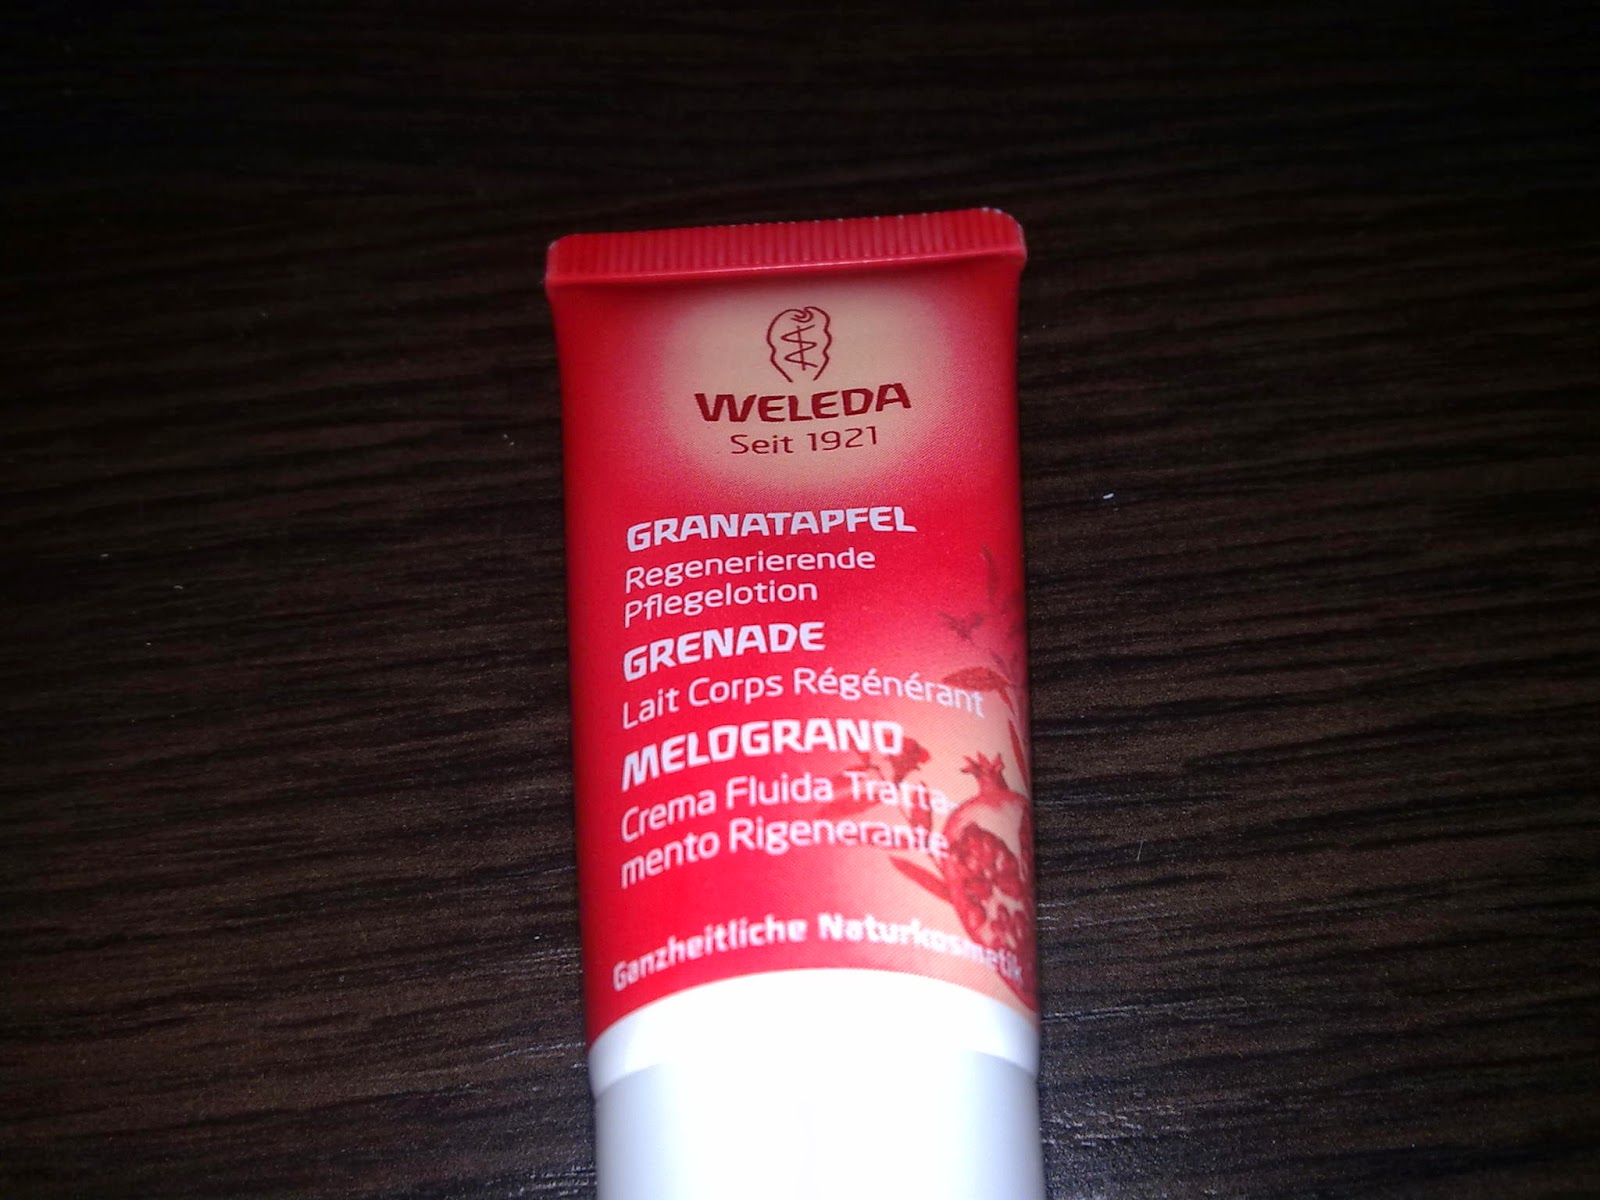 WELEDA
Seit 1921
GRANATAPFEL
Regenerierende
Pflegelotion
GRENADE
Lait Corps Régénérant
MELOGRANO
Crema Fluida Tratta-
mento Rigenerante
Ganzheitliche Naturkosmetik